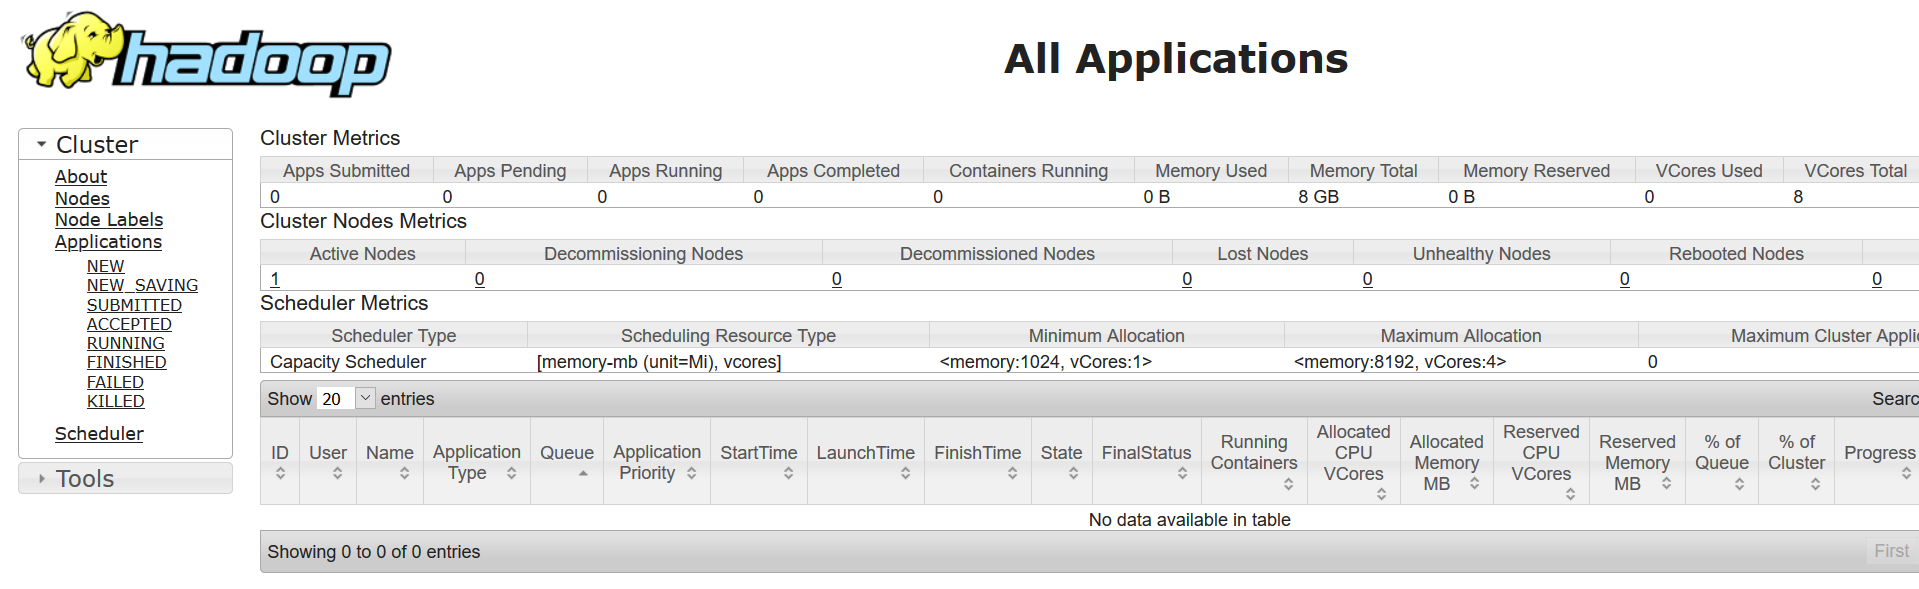 hadoop
All Applications
Cluster
About
Nodes
Node Labels
Applications
NEW
NEW_SAVING
SUBMITTED
ACCEPTED
RUNNING
FINISHED
FAILED
KILLED
Scheduler
Tools
Cluster Metrics
Apps Submitted Apps Pending Apps Running Apps Completed Containers Running Memory Used Memory Total Memory Reserved VCores Used VCores Total
0 0 0 0 0 0 B 8 GB 0 B 0 8
Cluster Nodes Metrics
Active Nodes Decommissioning Nodes Decommissioned Nodes Lost Nodes Unhealthy Nodes Rebooted Nodes
1 0 0 0 0 0 0
Scheduler Metrics
Scheduler Type Scheduling Resource Type Minimum Allocation Maximum Allocation Maximum Cluster Appli
Capacity Scheduler [memory-mb (unit=Mi), vcores] <memory:1024, vCores:1> <memory:8192, vCores:4> 0
Show 20 entries Searc
ID User Name Application Type Queue Application Priority StartTime LaunchTime FinishTime State FinalStatus Running Containers Allocated CPU VCores Allocated Memory MB Reserved CPU VCores Reserved Memory MB % of Queue % of Cluster Progress
No data available in table
Showing 0 to 0 of 0 entries First